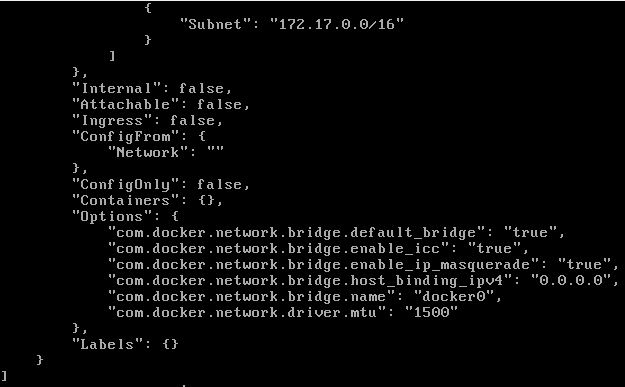 {
"Subnet": "172.17.0.0/16"
}
]
},
"Internal": false,
"Attachable": false,
"Ingress": false,
"ConfigFrom": {
"Network": ""
},
"ConfigOnly": false,
"Containers": {},
"Options": {
"com.docker.network.bridge.default_bridge": "true",
"com.docker.network.bridge.enable_icc": "true",
"com.docker.network.bridge.enable_ip_masquerade": "true",
"com.docker.network.bridge.host_binding_ipv4": "0.0.0.0",
"com.docker.network.bridge.name": "docker0",
"com.docker.network.driver.mtu": "1500"
},
"Labels": {}
}
]